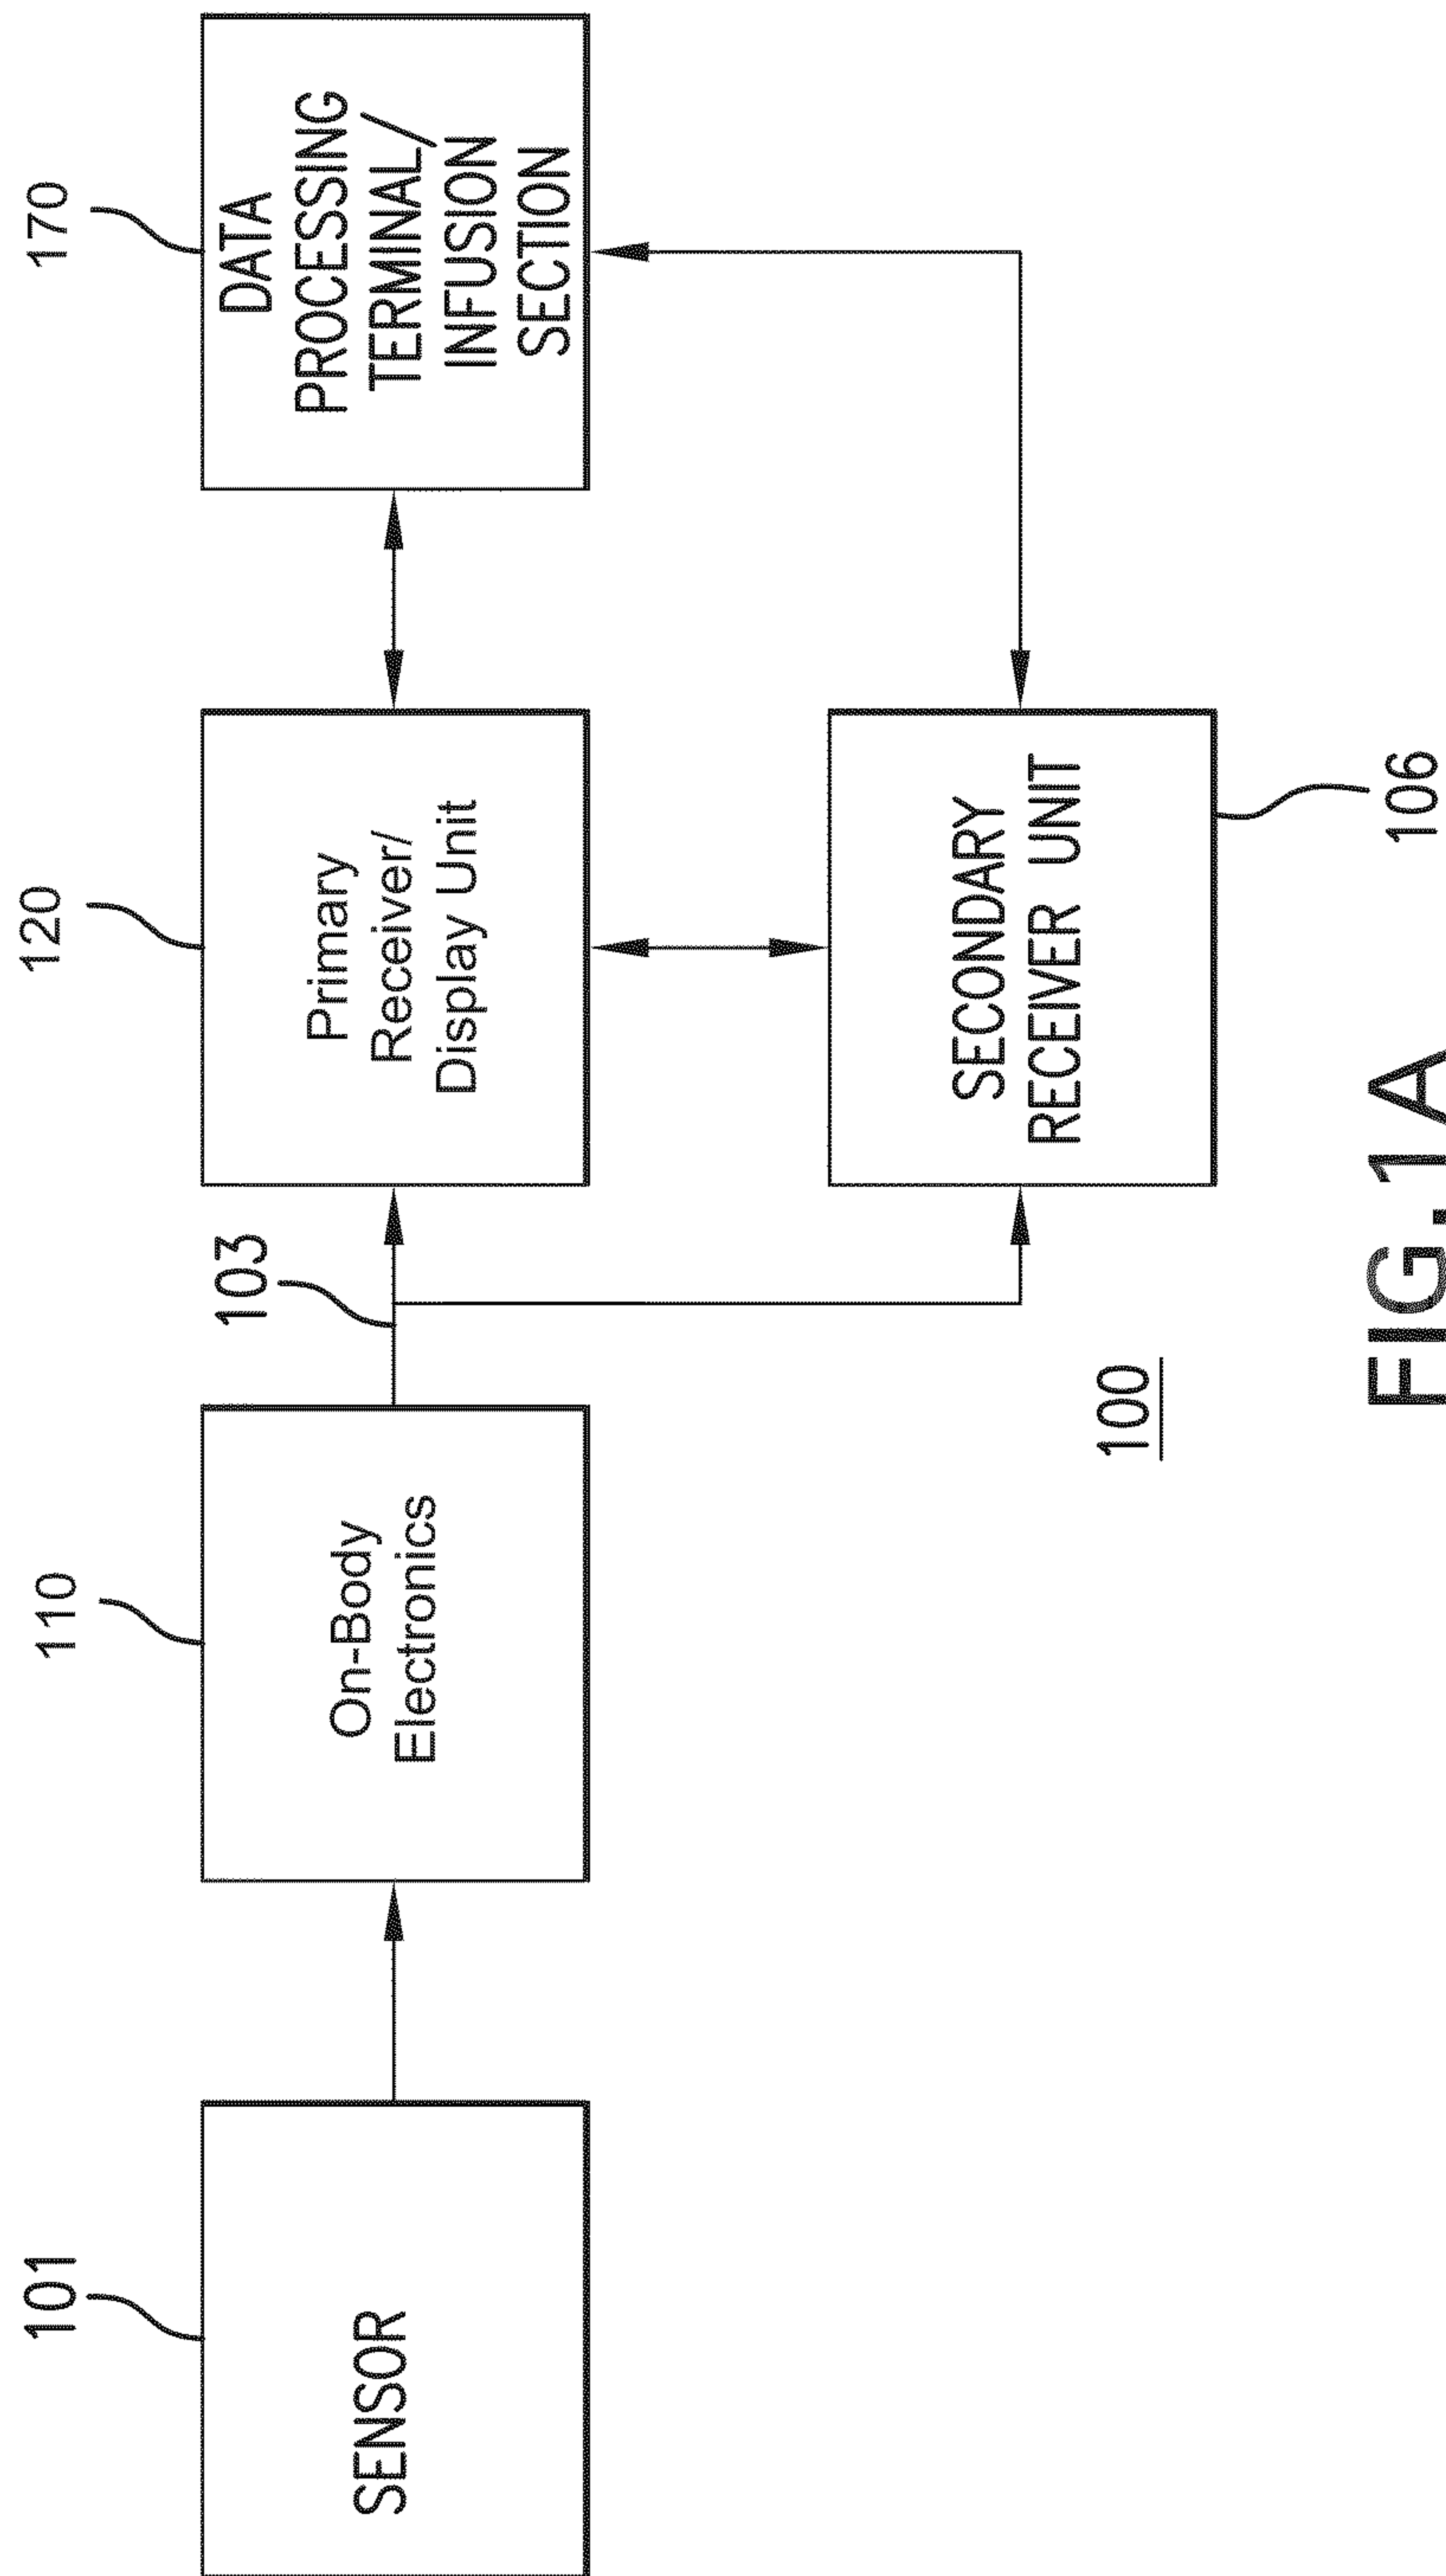 101
110
120
170
SENSOR
On-Body
Electronics
103
Primary
Receiver/
Display Unit
DATA
PROCESSING
TERMINAL/
INFUSION
SECTION
SECONDARY
RECEIVER UNIT
100
106
FIG.1A